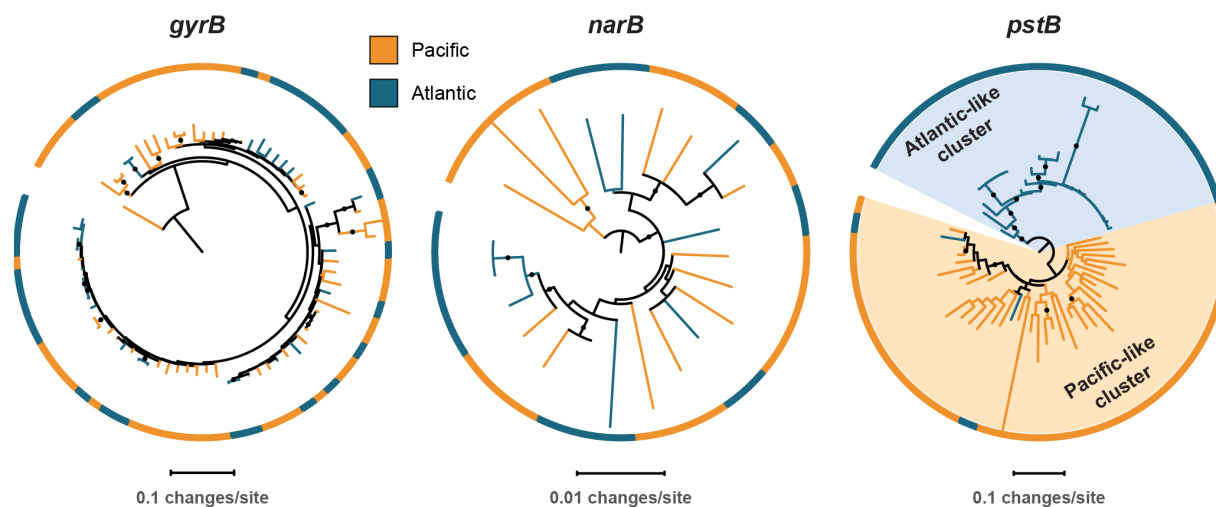 gyrB
narB
pstB
Pacific
Atlantic
Atlantic-like
cluster
Pacific-like
cluster
0.1 changes/site
0.01 changes/site
0.1 changes/site